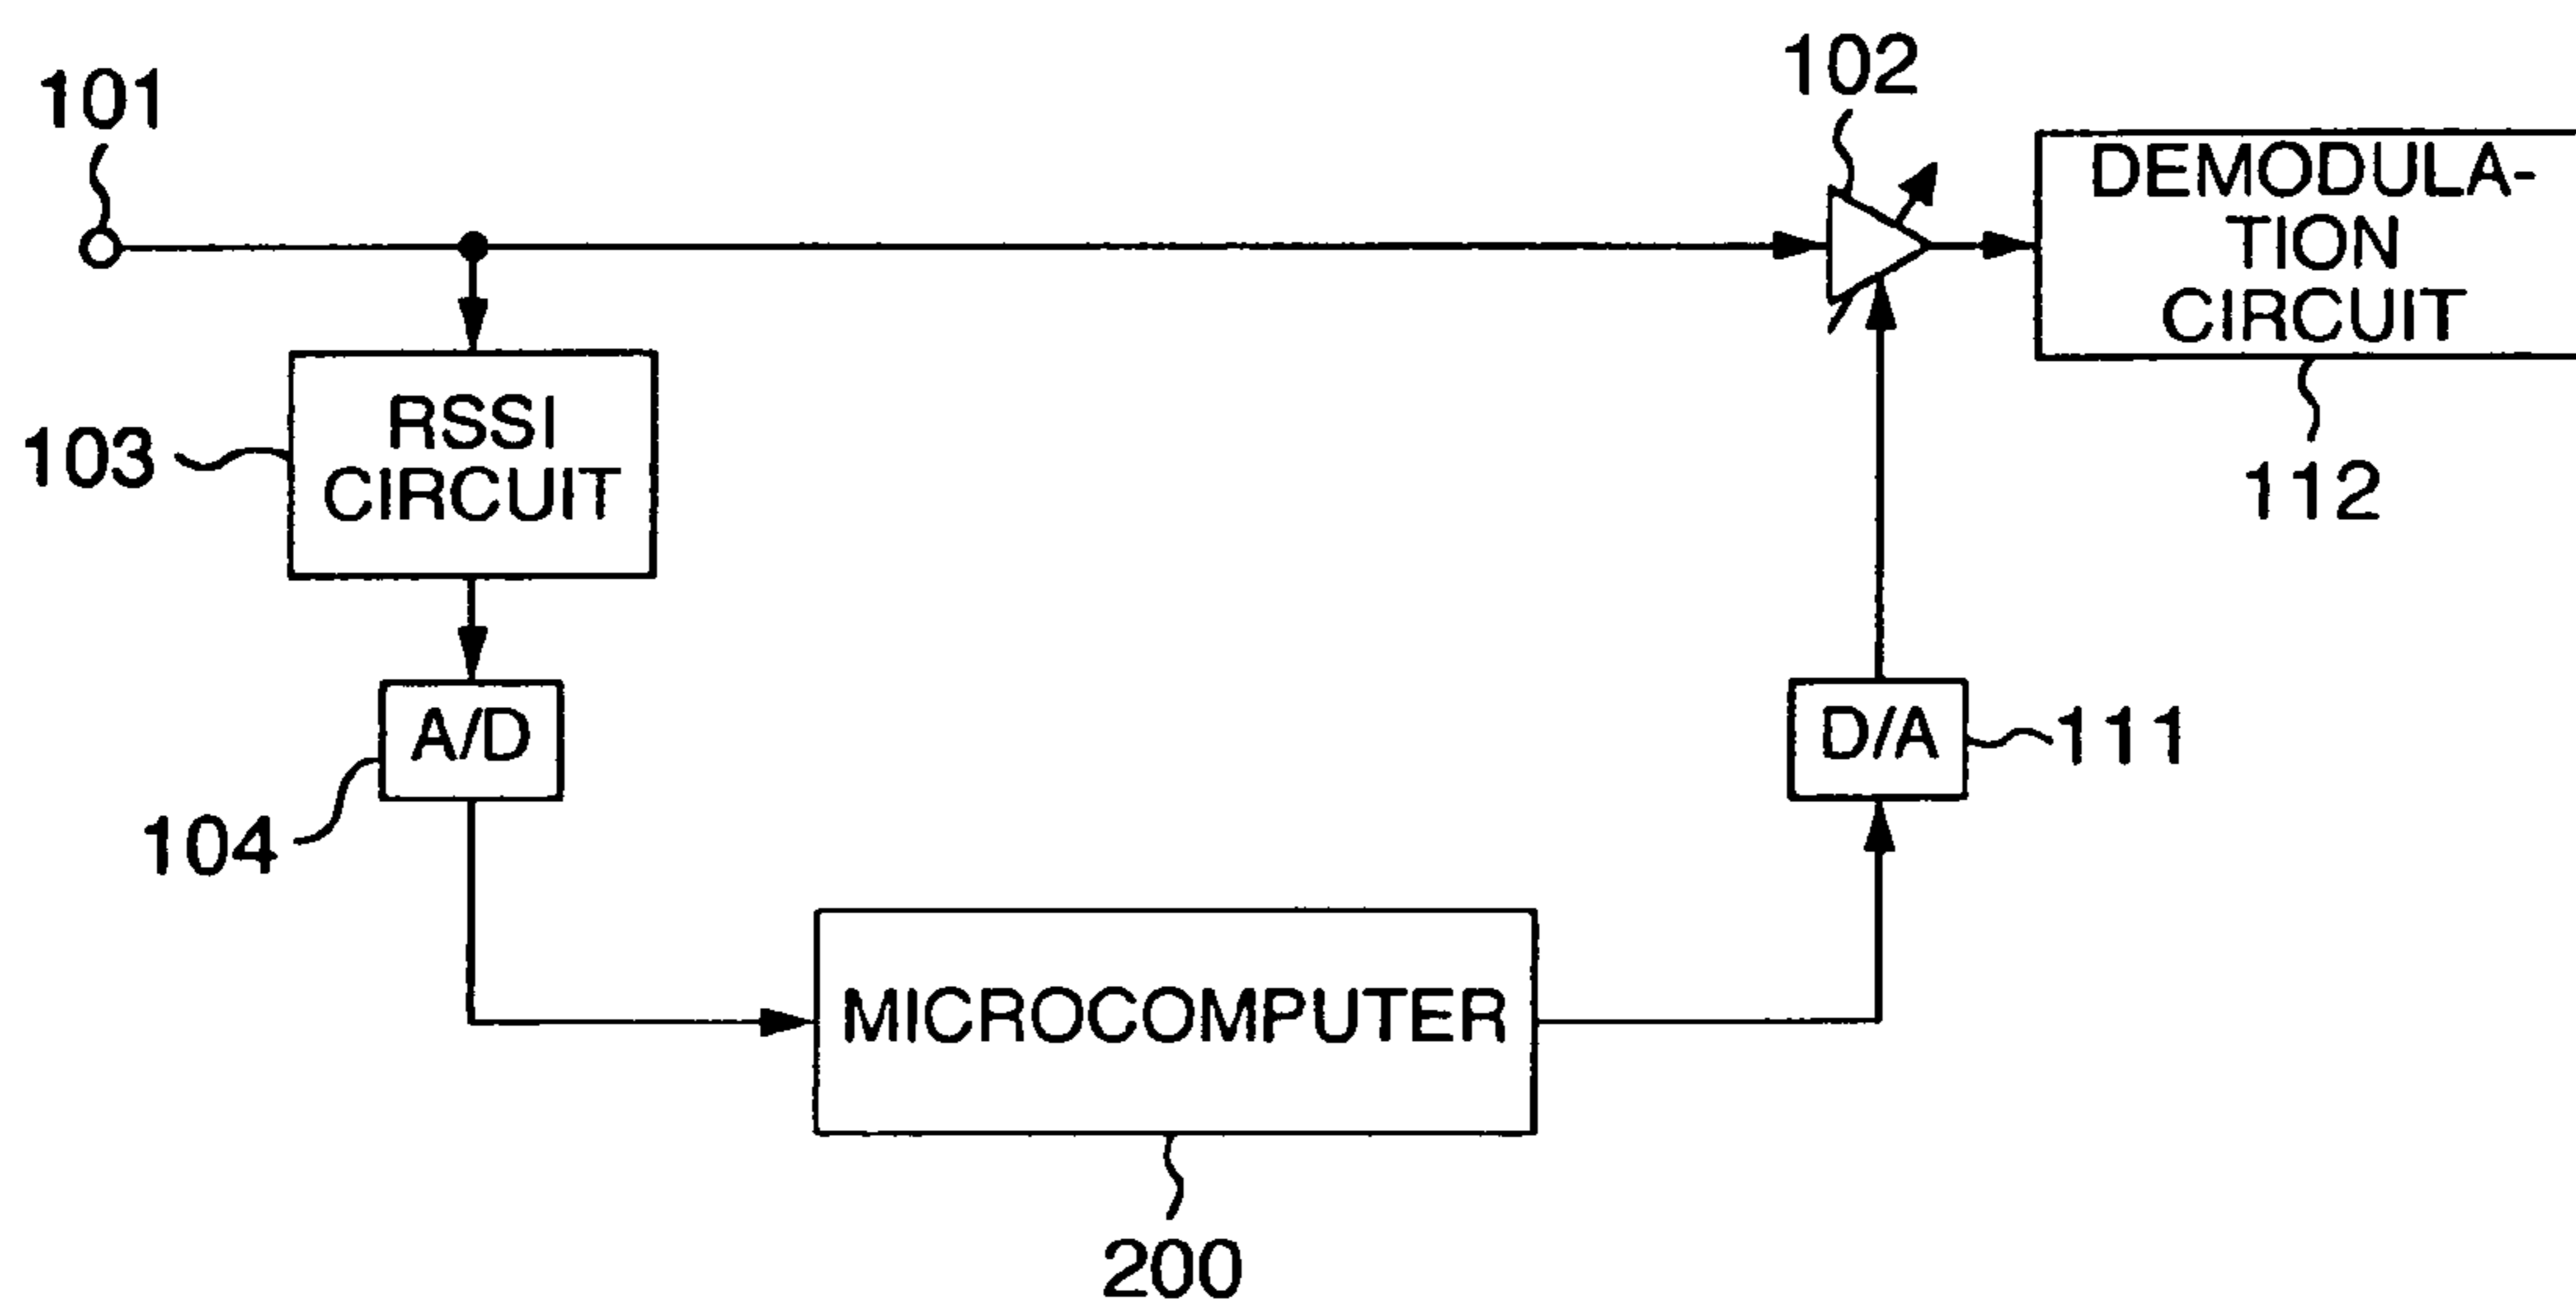 102
101
DEMODULA-
TION
CIRCUIT
RSSI
CIRCUIT
103
112
A/D
D/A
111
104
MICROCOMPUTER
200